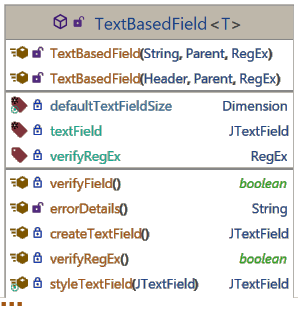 TextBasedField <T>
TextBasedField(String, Parent, RegEx)
TextBasedField(Header, Parent, RegEx)
defaultTextFieldSize Dimension
textField JTextField
verifyRegEx RegEx
verifyField() boolean
errorDetails() String
createTextField() JTextField
verifyRegEx() boolean
styleTextField(JTextField) JTextField
...